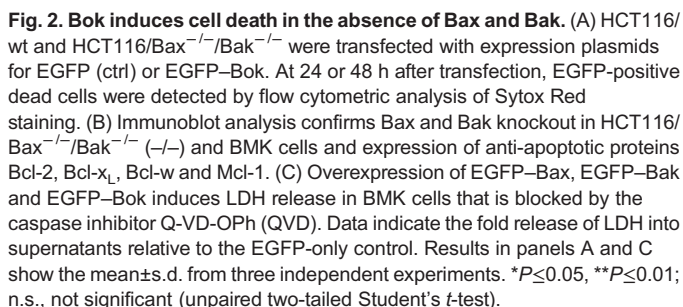 Fig. 2. Bok induces cell death in the absence of Bax and Bak. (A) HCT116/
wt and HCT116/Bax−/−/Bak−/− were transfected with expression plasmids
for EGFP (ctrl) or EGFP–Bok. At 24 or 48 h after transfection, EGFP-positive
dead cells were detected by flow cytometric analysis of Sytox Red
staining. (B) Immunoblot analysis confirms Bax and Bak knockout in HCT116/
Bax−/−/Bak−/− (–/–) and BMK cells and expression of anti-apoptotic proteins
Bcl-2, Bcl-xL, Bcl-w and Mcl-1. (C) Overexpression of EGFP–Bax, EGFP–Bak
and EGFP–Bok induces LDH release in BMK cells that is blocked by the
caspase inhibitor Q-VD-OPh (QVD). Data indicate the fold release of LDH into
supernatants relative to the EGFP-only control. Results in panels A and C
show the mean±s.d. from three independent experiments. *P≤0.05, **P≤0.01;
n.s., not significant (unpaired two-tailed Student's t-test).